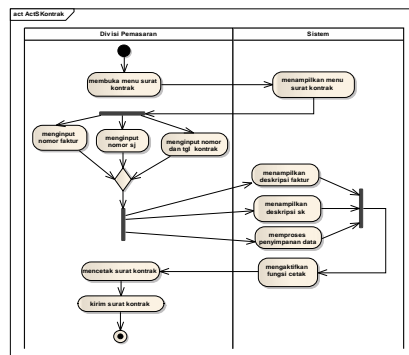 act ActSKontrak
Divisi Pemasaran
Sistem
membuka menu surat
kontrak
menampilkan menu
surat kontrak
menginput
nomor faktur
menginput
nomor sj
menginput nomor
dan tgl kontrak
menampilkan
deskripsi faktur
menampilkan
deskripsi sk
memproses
penyimpanan data
mengaktifkan
fungsi cetak
mencetak surat kontrak
kirim surat kontrak